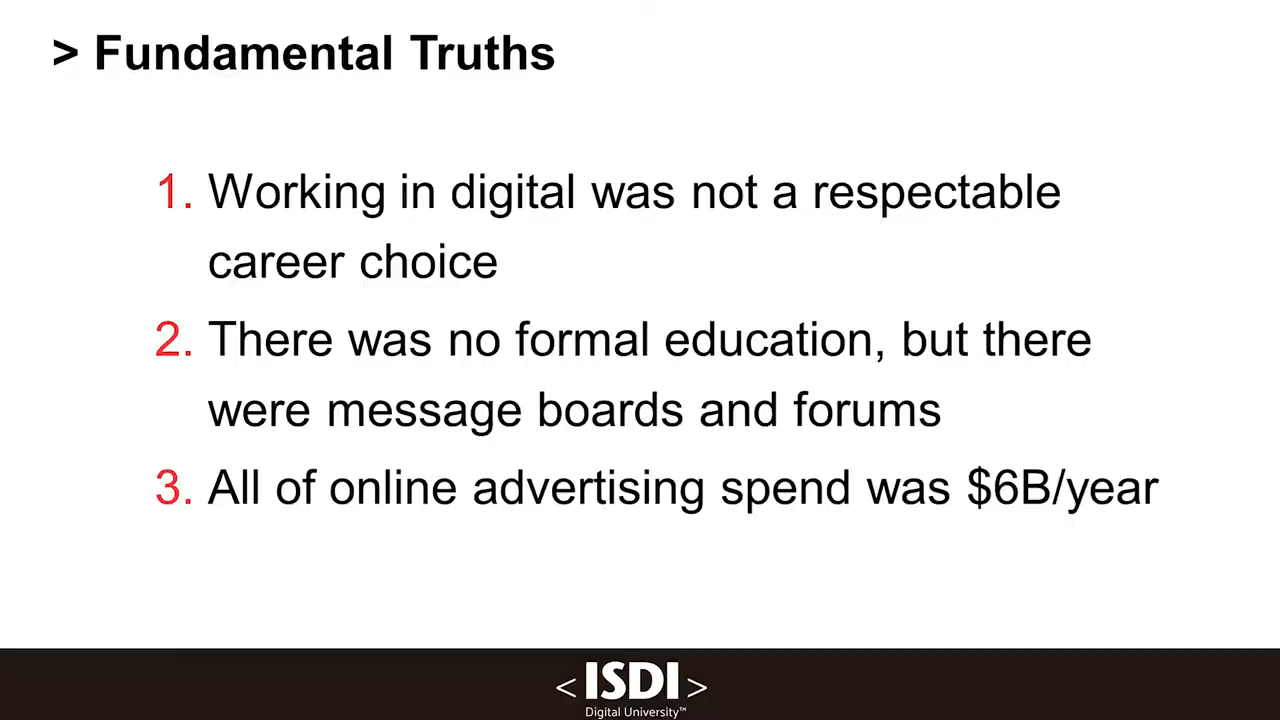 > Fundamental Truths
1. Working in digital was not a respectable
career choice
2. There was no formal education, but there
were message boards and forums
3. All of online advertising spend was $6B/year
<ISDI>
Digital University™